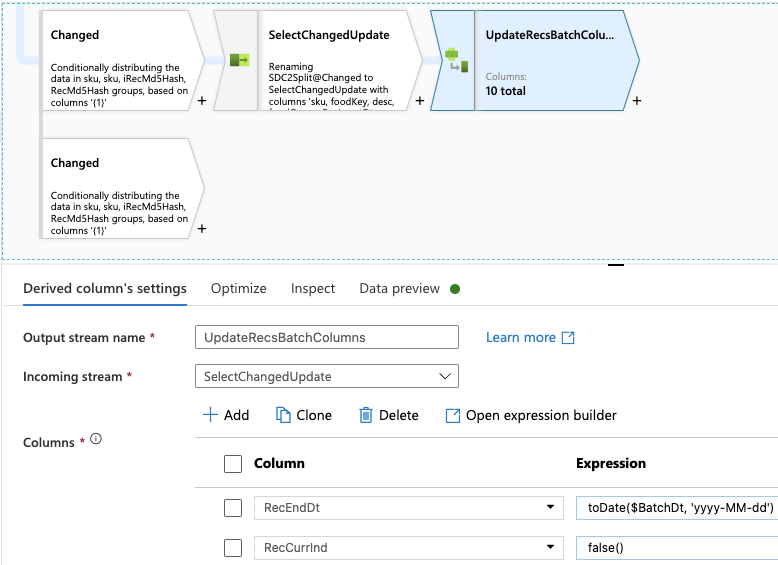 Changed
Conditionally distributing the
data in sku, sku, iRecMd5Hash,
RecMd5Hash groups, based on
columns '{1}'
+
SelectChangedUpdate
Renaming
SDC2Split@Changed to
SelectChangedUpdate with
columns 'sku, foodKey, desc,
+
UpdateRecsBatchColu...
Columns:
10 total
+
Changed
Conditionally distributing the
data in sku, sku, iRecMd5Hash,
RecMd5Hash groups, based on
columns '{1}'
+
Derived column's settings Optimize Inspect Data preview
Output stream name * UpdateRecsBatchColumns Learn more
Incoming stream * SelectChangedUpdate
+ Add Clone Delete Open expression builder
Columns *
Column Expression
RecEndDt toDate($BatchDt, 'yyyy-MM-dd')
RecCurrInd false()